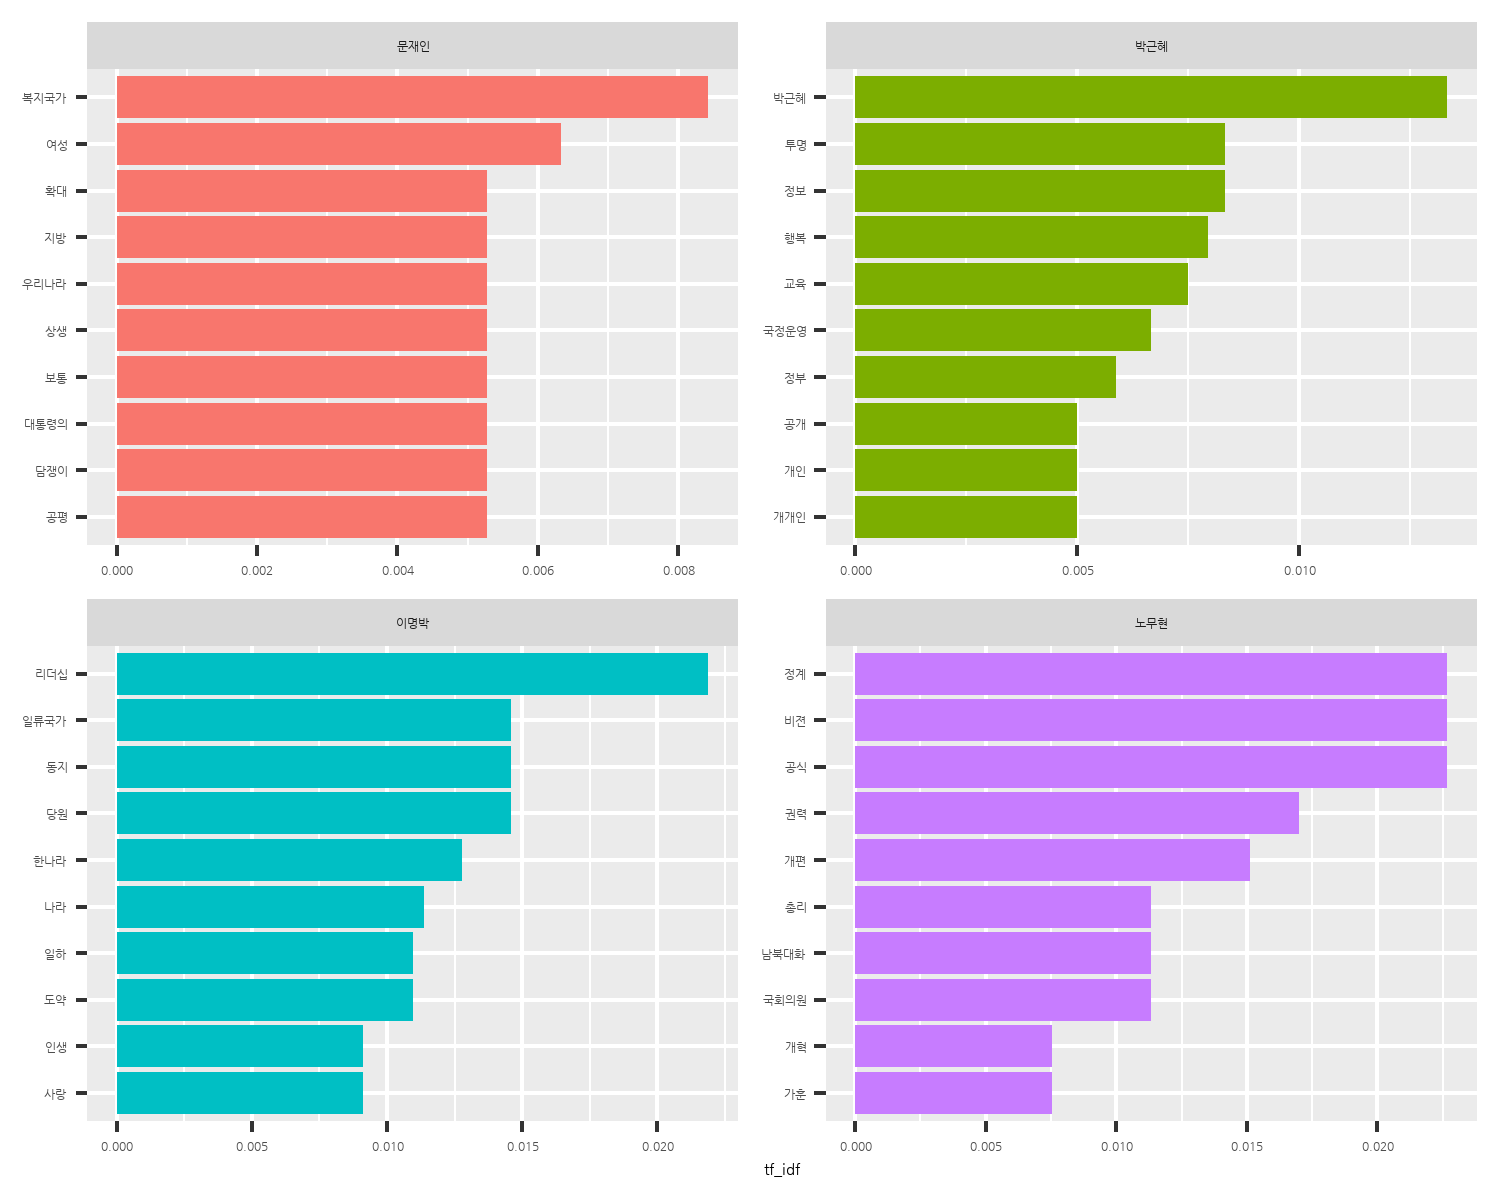 문재인
복지국가
여성
확대
지방
우리나라
상생
보통
대통령의
담쟁이
공평
0.000 0.002 0.004 0.006 0.008
박근혜
박근혜
투명
정보
행복
교육
국정운영
정부
공개
개인
개개인
0.000 0.005 0.010
이명박
리더십
일류국가
동지
당원
한나라
나라
일하
도약
인생
사랑
0.000 0.005 0.010 0.015 0.020
노무현
정계
비젼
공식
권력
개편
총리
남북대화
국회의원
개혁
가훈
0.000 0.005 0.010 0.015 0.020
tf_idf